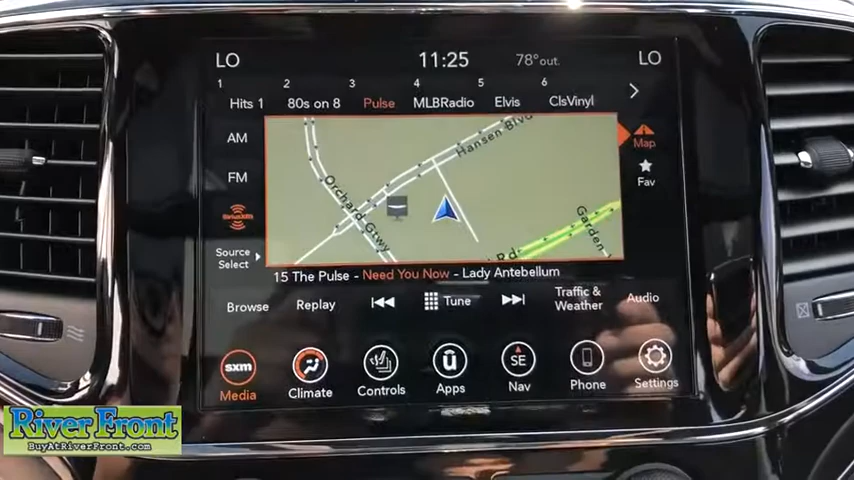 LO 11:25 78°out LO
1 2 3 4 5 6
Hits 1 80s on 8 Pulse MLBRadio Elvis ClsVinyl
AM
FM
SiriusXM
Source
Select
Hansen Blvd
Orchard Gtwy
Rd
Garden
Map
Fav
15 The Pulse - Need You Now - Lady Antebellum
Browse Replay Tune Traffic &
Weather Audio
sxm SE
Media Climate Controls Apps Nav Phone Settings
River Front
BuyAtRiverFront.com